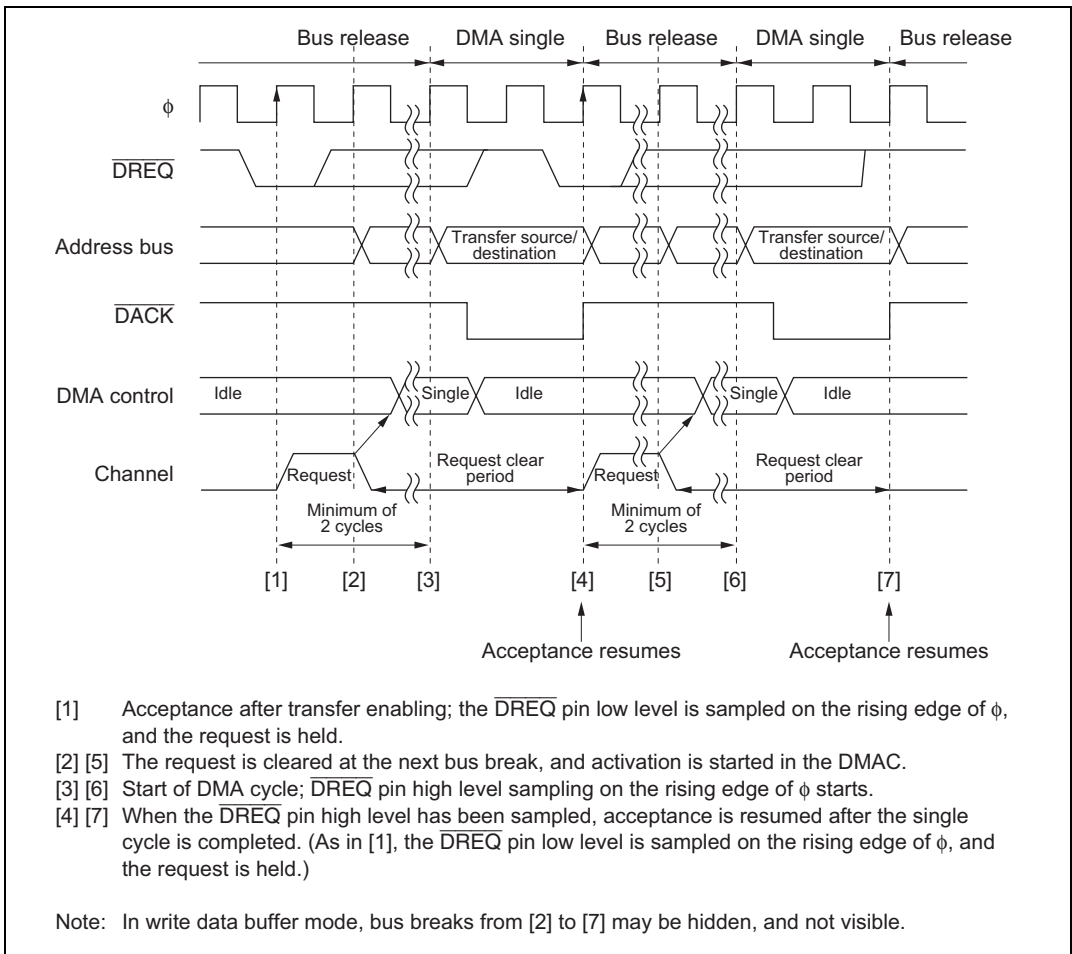 Bus release DMA single Bus release DMA single Bus release
ϕ
DREQ
Address bus
Transfer source/
destination
Transfer source/
destination
DACK
DMA control
Idle Single Idle Single Idle
Channel
Request
Request clear
period
Request
Request clear
period
Minimum of
2 cycles
Minimum of
2 cycles
[1] [2] [3] [4] [5] [6] [7]
Acceptance resumes Acceptance resumes
[1] Acceptance after transfer enabling; the DREQ pin low level is sampled on the rising edge of ϕ,
and the request is held.
[2] [5] The request is cleared at the next bus break, and activation is started in the DMAC.
[3] [6] Start of DMA cycle; DREQ pin high level sampling on the rising edge of ϕ starts.
[4] [7] When the DREQ pin high level has been sampled, acceptance is resumed after the single
cycle is completed. (As in [1], the DREQ pin low level is sampled on the rising edge of ϕ, and
the request is held.)
Note: In write data buffer mode, bus breaks from [2] to [7] may be hidden, and not visible.